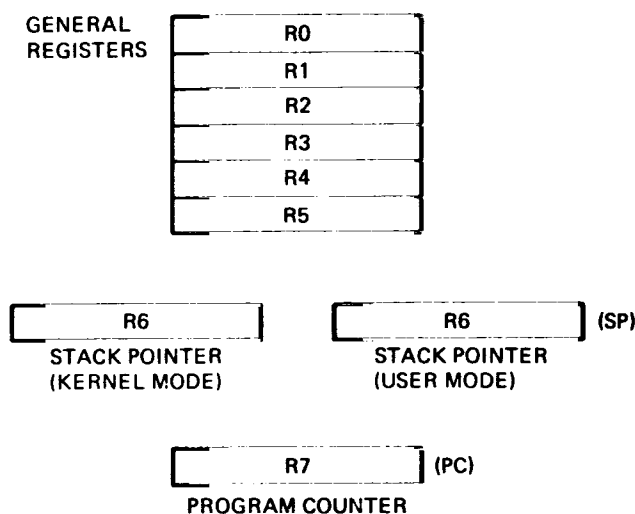 GENERAL
REGISTERS
R0
R1
R2
R3
R4
R5
R6
R6 (SP)
STACK POINTER
(KERNEL MODE)
STACK POINTER
(USER MODE)
R7 (PC)
PROGRAM COUNTER